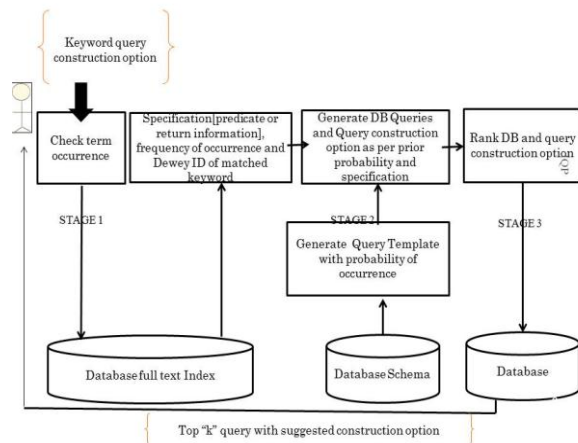 Keyword query
construction option
Check term
occurrence
Specification[predicate or
return information],
frequency of occurrence and
Dewey ID of matched
keyword
Generate DB Queries
and Query construction
option as per prior
probability and
specification
Rank DB and query
construction option
QP
STAGE 1
STAGE 2
STAGE 3
Generate Query Template
with probability of
occurrence
Database full text Index
Database Schema
Database
Top “k” query with suggested construction option